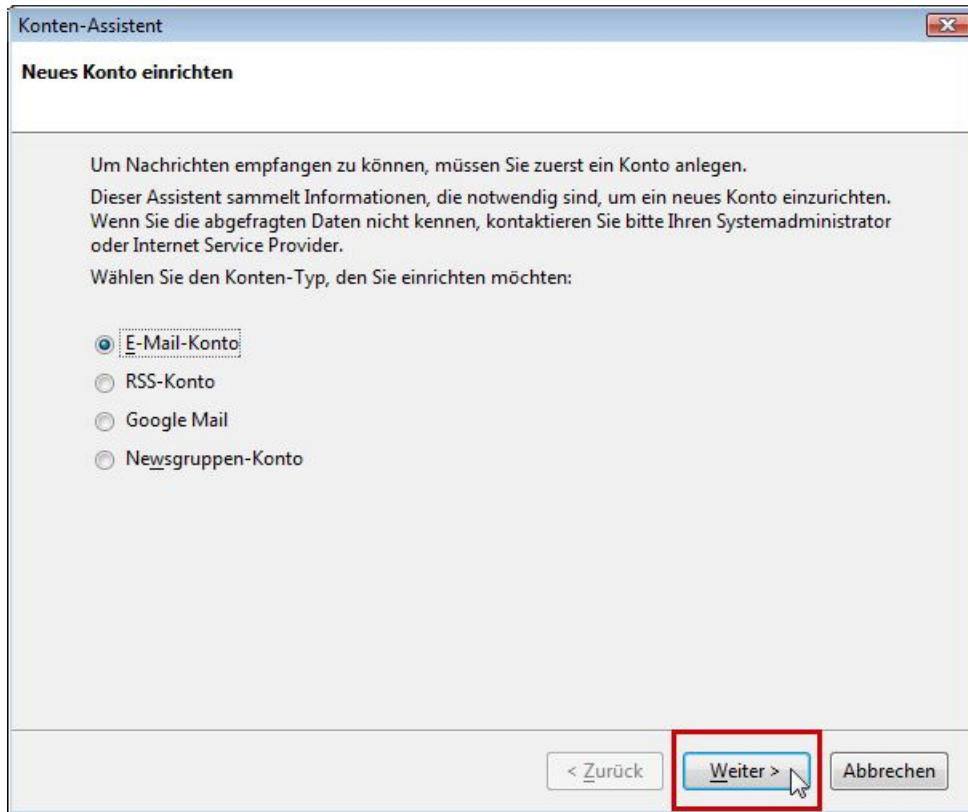 Konten-Assistent
Neues Konto einrichten
Um Nachrichten empfangen zu können, müssen Sie zuerst ein Konto anlegen.
Dieser Assistent sammelt Informationen, die notwendig sind, um ein neues Konto einzurichten.
Wenn Sie die abgefragten Daten nicht kennen, kontaktieren Sie bitte Ihren Systemadministrator
oder Internet Service Provider.
Wählen Sie den Konten-Typ, den Sie einrichten möchten:
E-Mail-Konto
RSS-Konto
Google Mail
Newsgruppen-Konto
< Zurück
Weiter >
Abbrechen